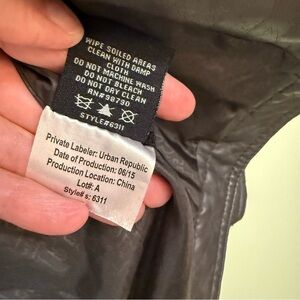 WIPE SOILED AREAS
CLEAN WITH DAMP
CLOTH
DO NOT MACHINE WASH
DO NOT BLEACH
DO NOT DRY CLEAN
RN#98790
STYLE#6311
Private Labeler: Urban Republic
Date of Production: 06/15
Production Location: China
Lot#: A
Style#s: 6311